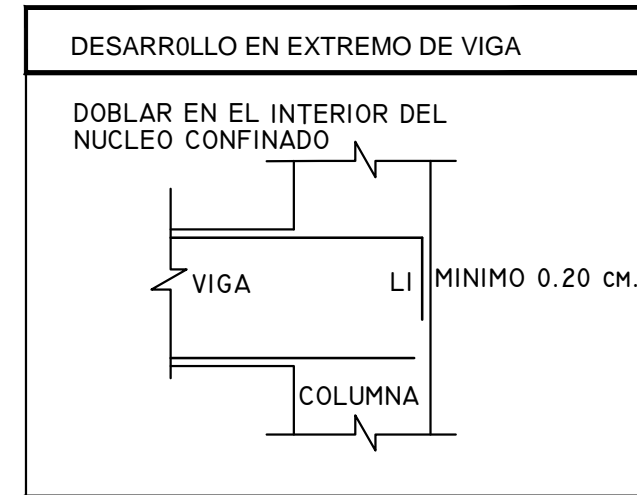 DESARR0LLO EN EXTREMO DE VIGA
DOBLAR EN EL INTERIOR DEL
NUCLEO CONFINADO
VIGA
LI
MINIMO 0.20 CM.
COLUMNA